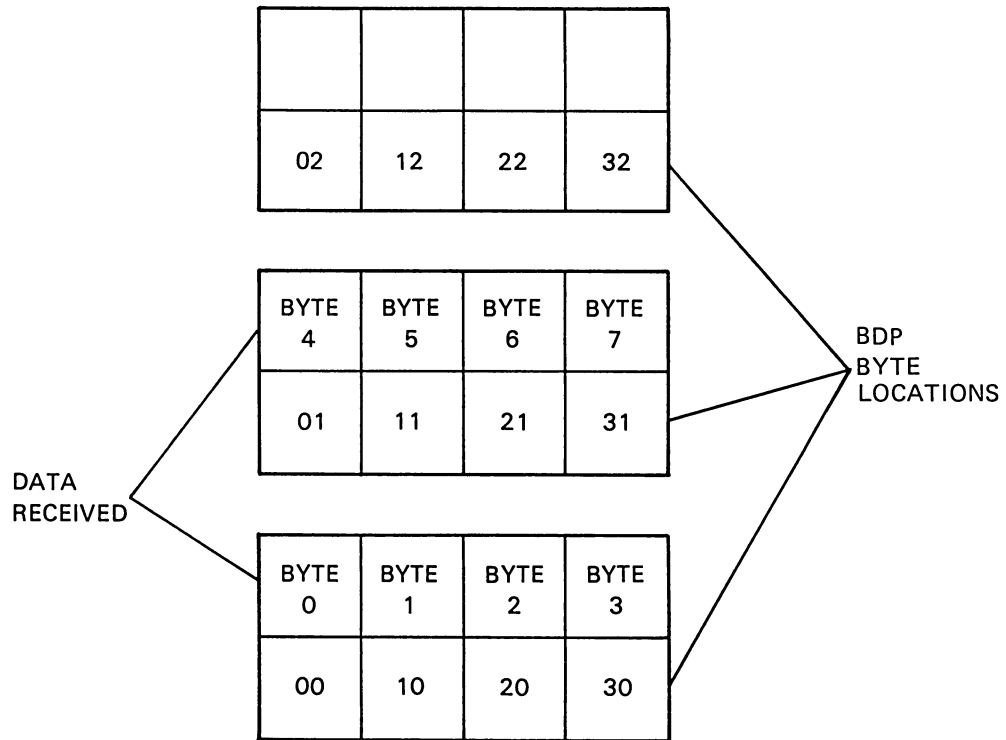 02 12 22 32
BYTE BYTE BYTE BYTE
4 5 6 7
01 11 21 31
BDP
BYTE
LOCATIONS
DATA
RECEIVED
BYTE BYTE BYTE BYTE
0 1 2 3
00 10 20 30